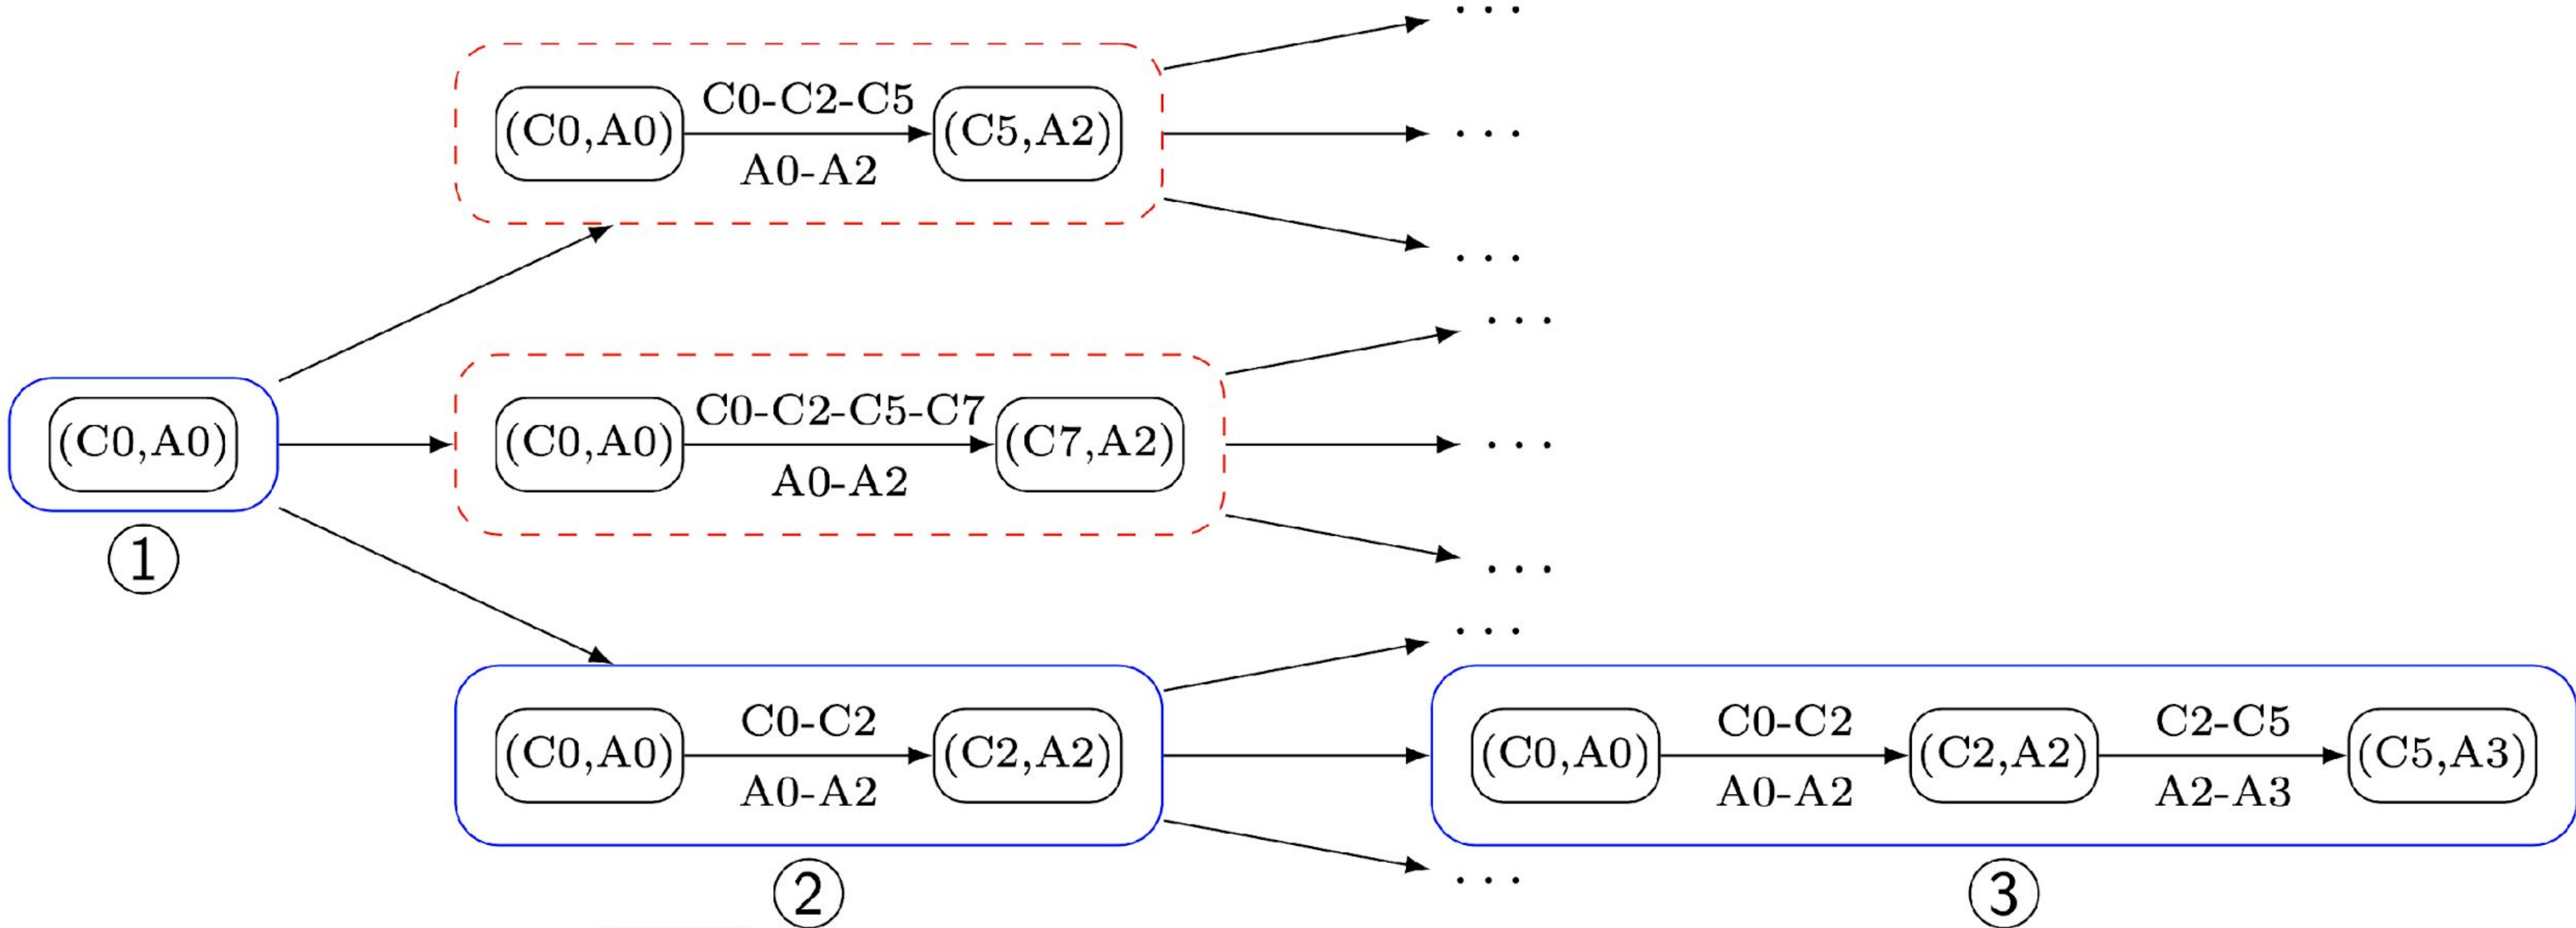 ...
C0-C2-C5
(C0,A0) (C5,A2) ...
A0-A2
...
...
C0-C2-C5-C7
(C0,A0) (C0,A0) (C7,A2) ...
A0-A2
1
...
...
C0-C2 C0-C2 C2-C5
(C0,A0) (C2,A2) (C0,A0) (C2,A2) (C5,A3)
A0-A2 A0-A2 A2-A3
...
2 3